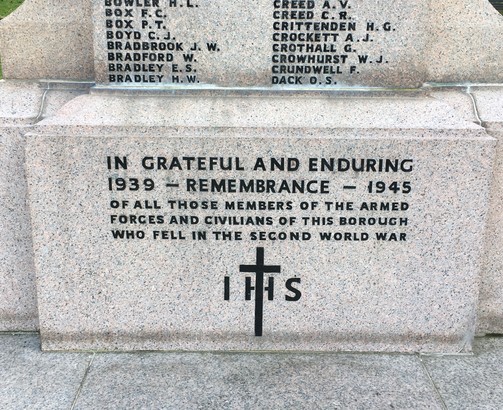 BOWLER H.L.
BOX F.C.
BOX P.T.
BOYD C.J.
BRADBROOK J.W.
BRADFORD W.
BRADLEY E.S.
BRADLEY H.W.
CREED A.V.
CREED C.R.
CRITTENDEN H.G.
CROCKETT A.J.
CROTHALL G.
CROWHURST W.J.
CRUNDWELL F.
DACK O.S.
IN GRATEFUL AND ENDURING
1939 — REMEMBRANCE — 1945
OF ALL THOSE MEMBERS OF THE ARMED
FORCES AND CIVILIANS OF THIS BOROUGH
WHO FELL IN THE SECOND WORLD WAR
IHS